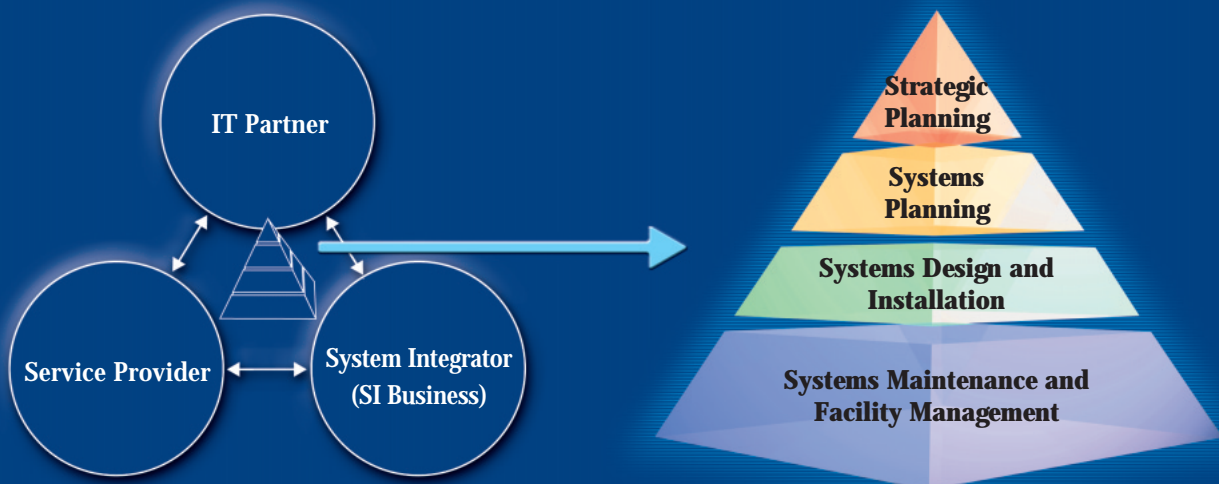 IT Partner
Service Provider
System Integrator
(SI Business)
Strategic
Planning
Systems
Planning
Systems Design and
Installation
Systems Maintenance and
Facility Management